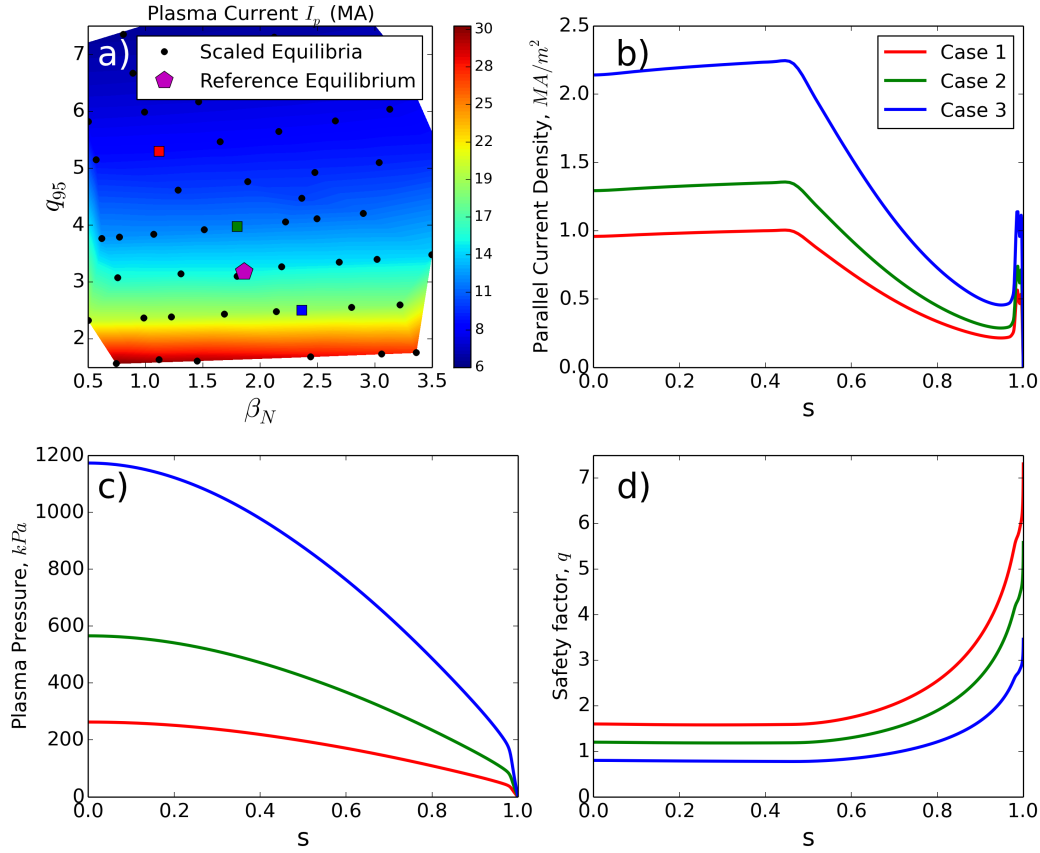 Plasma Current I_p (MA)
a)
Scaled Equilibria
Reference Equilibrium
7
6
5
4
3
2
q_95
0.5 1.0 1.5 2.0 2.5 3.0 3.5
β_N
30
28
25
22
19
17
14
11
8
6
b)
Case 1
Case 2
Case 3
2.5
2.0
1.5
1.0
0.5
0.0
Parallel Current Density, MA/m^2
0.0 0.2 0.4 0.6 0.8 1.0
s
c)
1200
1000
800
600
400
200
0
Plasma Pressure, kPa
0.0 0.2 0.4 0.6 0.8 1.0
s
d)
7
6
5
4
3
2
1
0
Safety factor, q
0.0 0.2 0.4 0.6 0.8 1.0
s